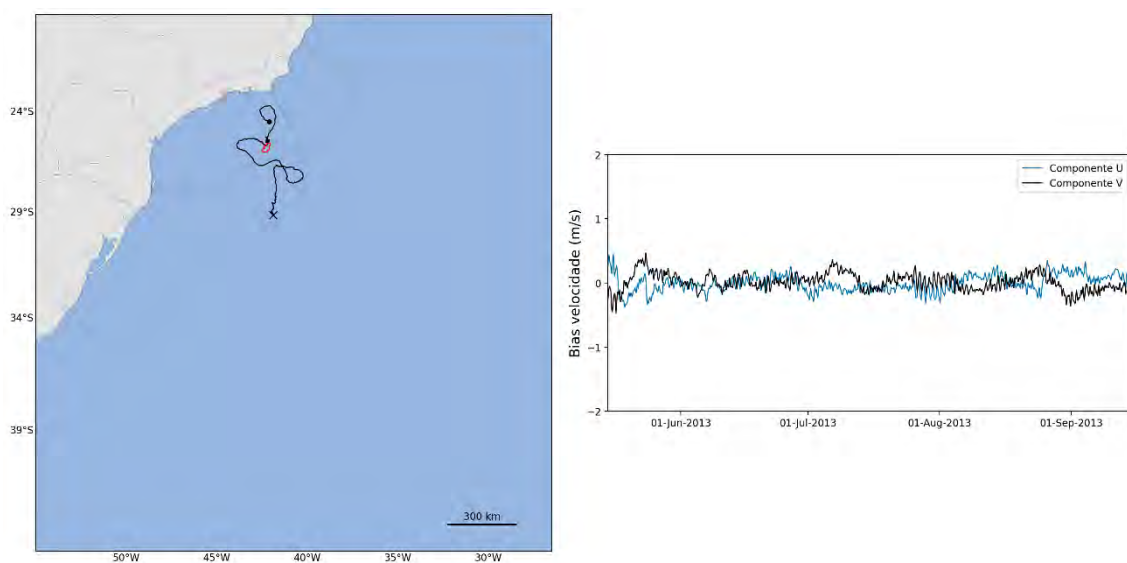 24°S
29°S
34°S
39°S
300 km
50°W
45°W
40°W
35°W
30°W
Bias velocidade (m/s)
2
1
0
−1
−2
Componente U
Componente V
01-Jun-2013
01-Jul-2013
01-Aug-2013
01-Sep-2013